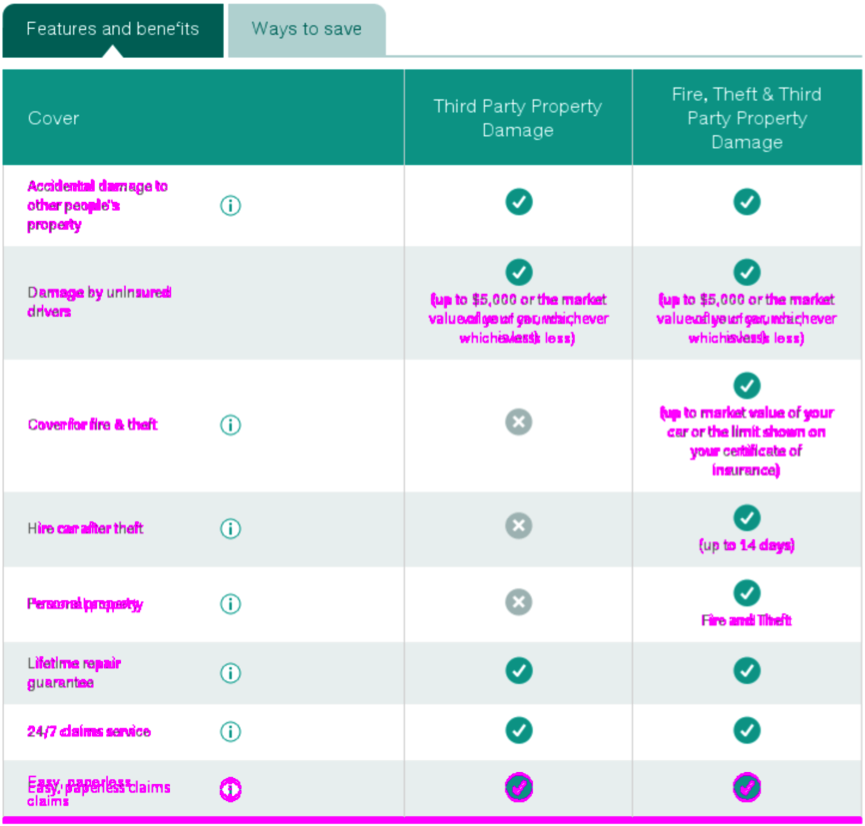 Features and benefits
Ways to save
Cover
Third Party Property
Damage
Fire, Theft & Third
Party Property
Damage
Accidental damage to
other people's
property
Damage by uninsured
drivers
(up to $5,000 or the market
value of your car, whichever
is less)
(up to $5,000 or the market
value of your car, whichever
is less)
Cover for fire & theft
(up to market value of your
car or the limit shown on
your certificate of
insurance)
Hire car after theft
(up to 14 days)
Personal property
Fire and Theft
Lifetime repair
guarantee
24/7 claims service
Easy, paperless claims